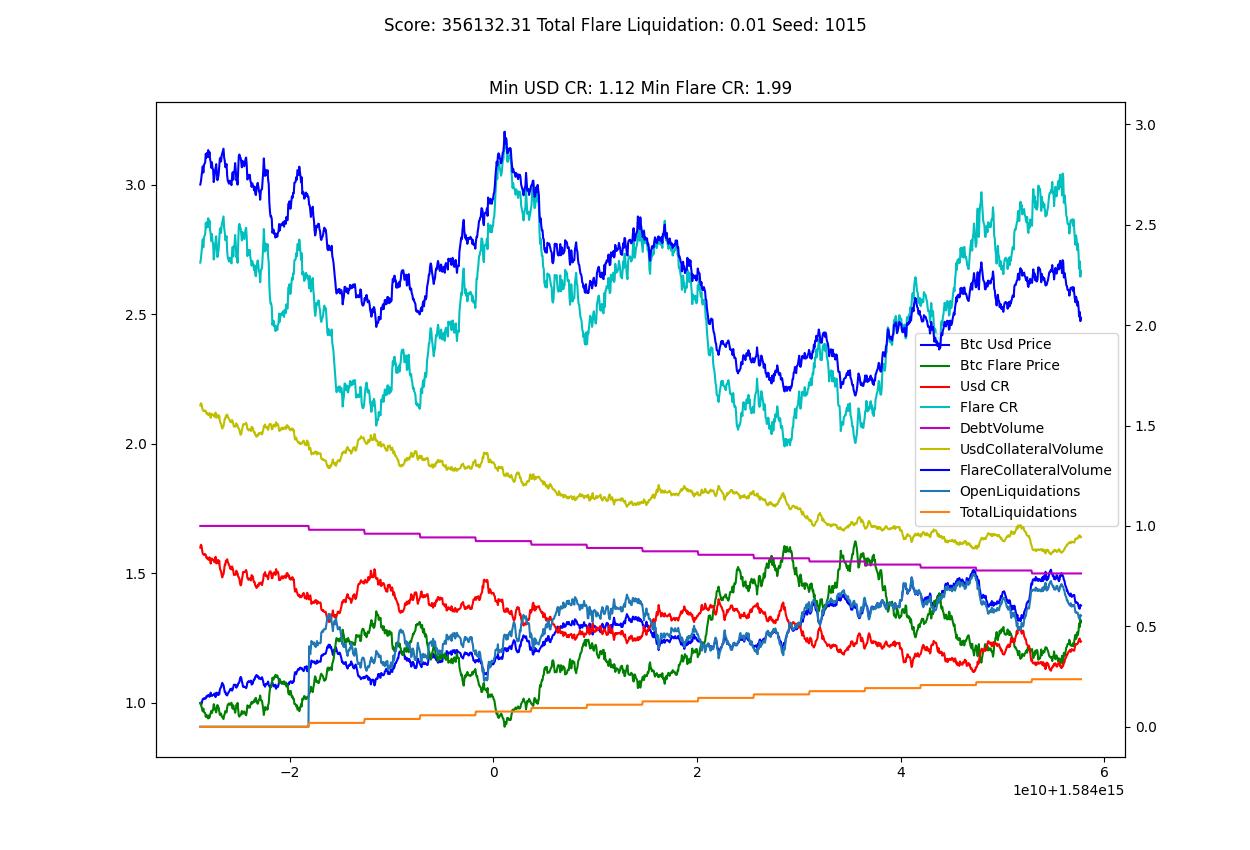 Score: 356132.31 Total Flare Liquidation: 0.01 Seed: 1015
Min USD CR: 1.12 Min Flare CR: 1.99
3.0
2.5
2.0
1.5
1.0
3.0
2.5
2.0
1.5
1.0
0.5
0.0
Btc Usd Price
Btc Flare Price
Usd CR
Flare CR
DebtVolume
UsdCollateralVolume
FlareCollateralVolume
OpenLiquidations
TotalLiquidations
−2 0 2 4 6
1e10+1.584e15